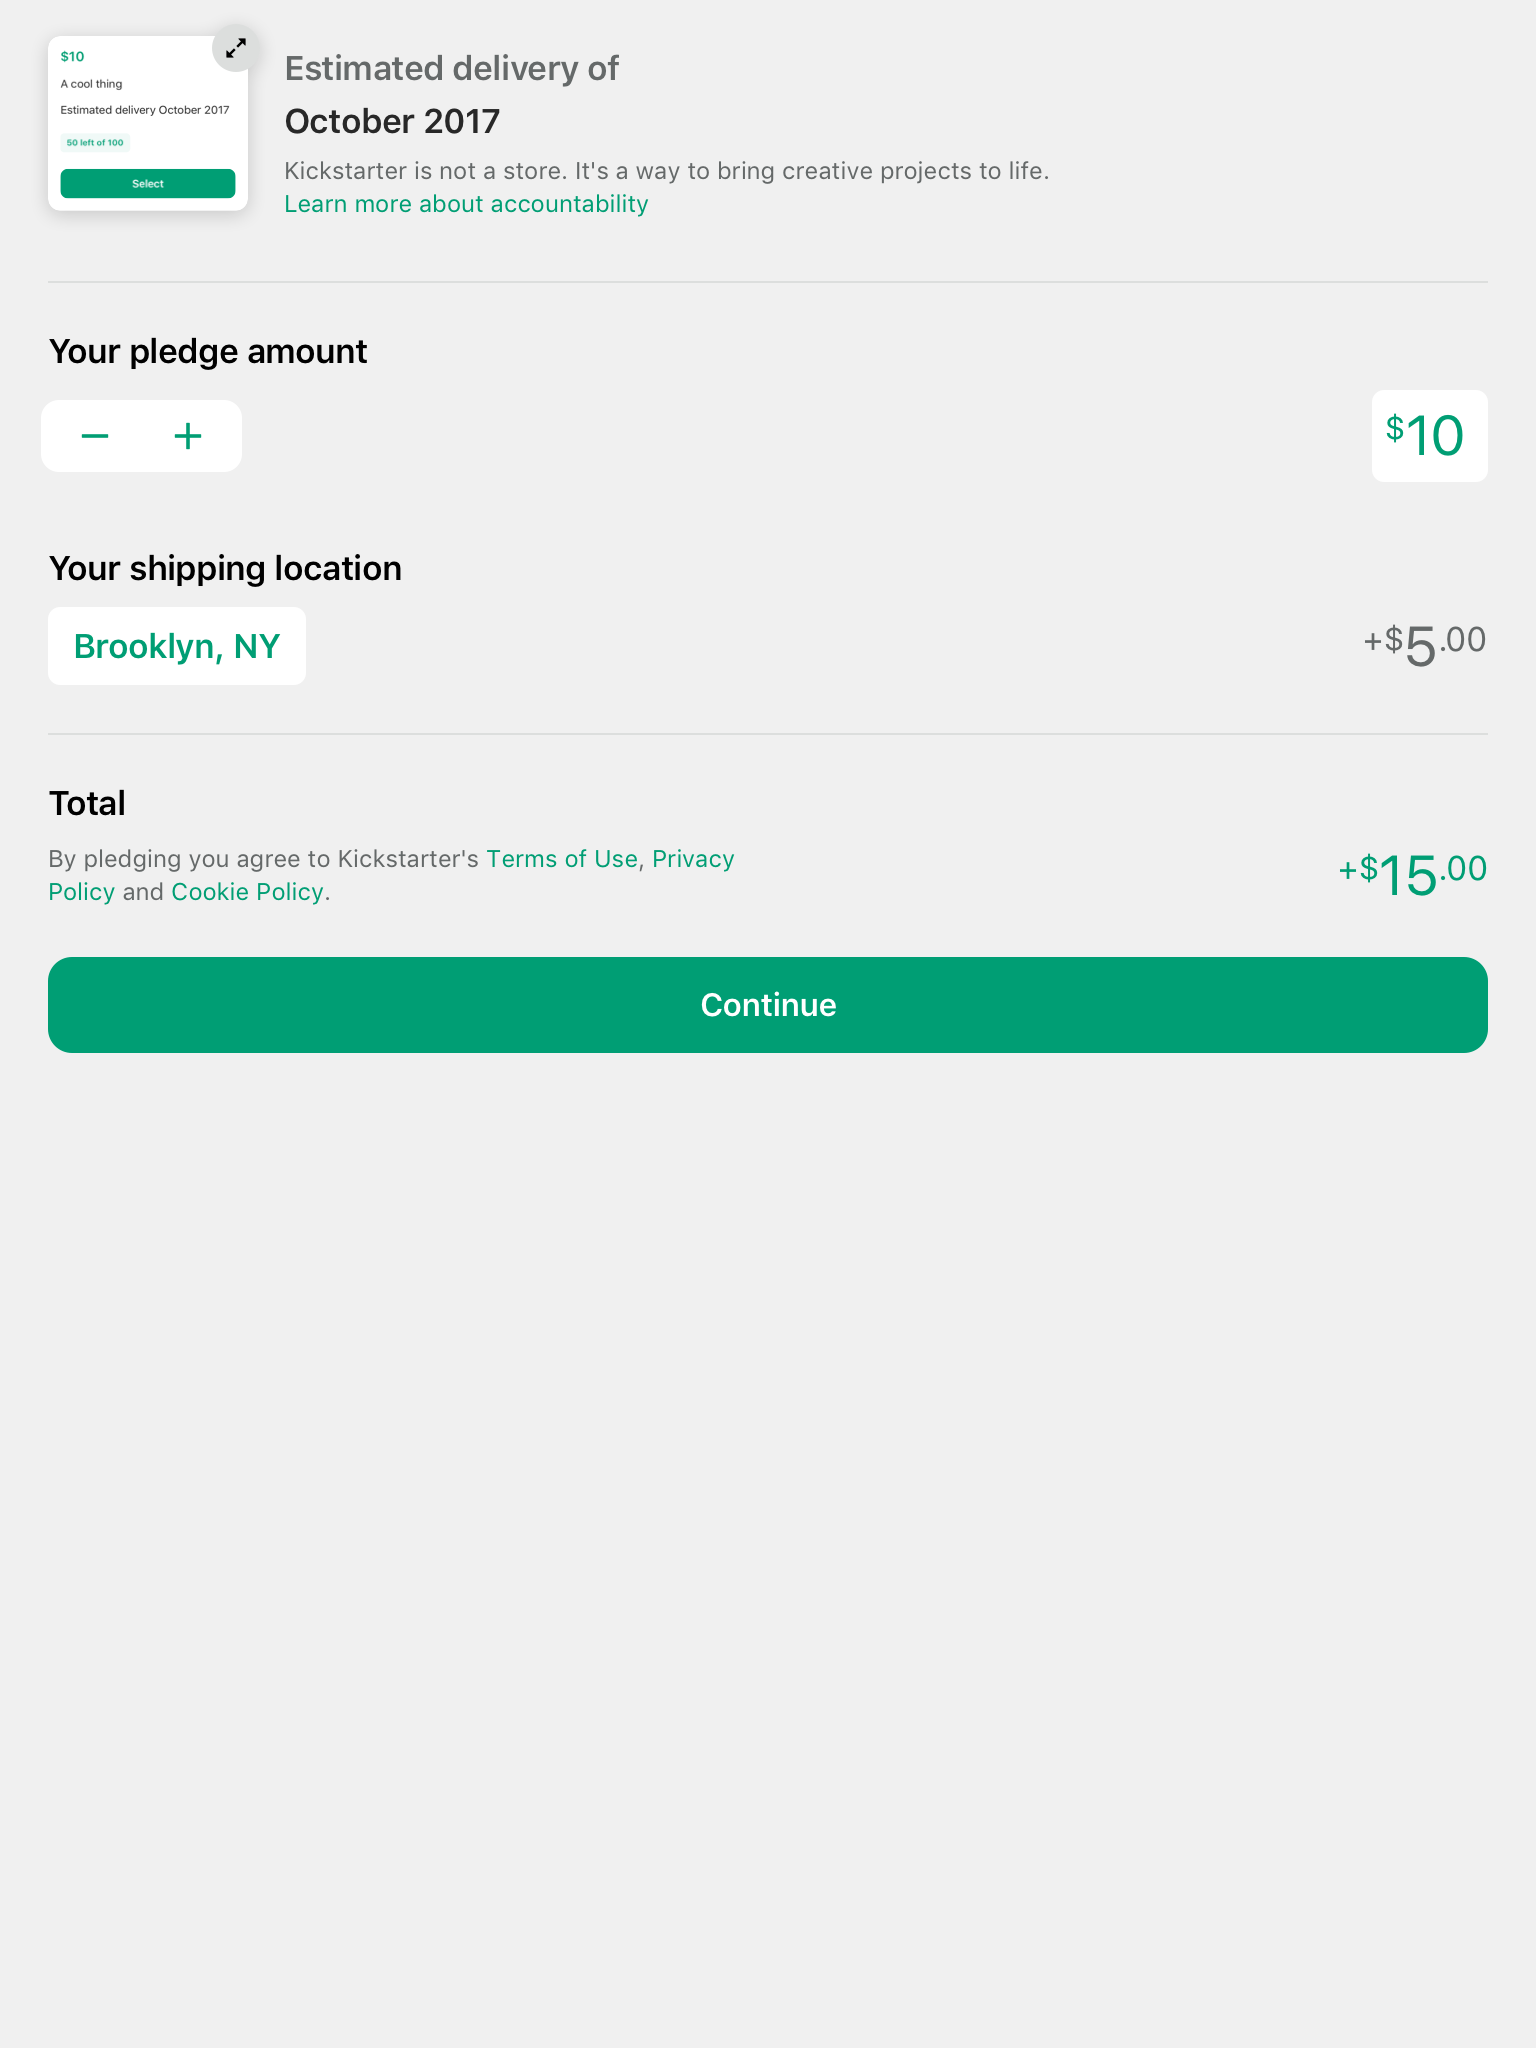 $10
A cool thing
Estimated delivery October 2017
50 left of 100
Select
Estimated delivery of
October 2017
Kickstarter is not a store. It's a way to bring creative projects to life.
Learn more about accountability
Your pledge amount
$10
Your shipping location
Brooklyn, NY
+$5.00
Total
By pledging you agree to Kickstarter's Terms of Use, Privacy
Policy and Cookie Policy.
+$15.00
Continue